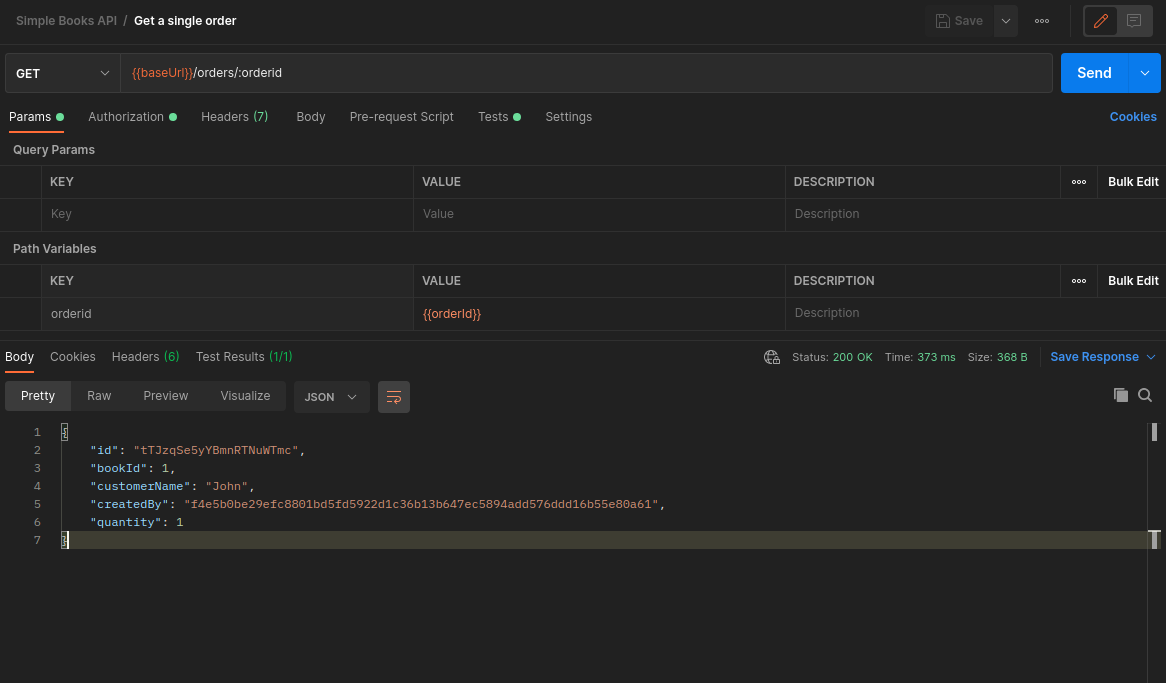 Simple Books API / Get a single order
Save
GET {{baseUrl}}/orders/:orderid Send
Params Authorization Headers (7) Body Pre-request Script Tests Settings Cookies
Query Params
KEY VALUE DESCRIPTION Bulk Edit
Key Value Description
Path Variables
KEY VALUE DESCRIPTION Bulk Edit
orderid {{orderId}} Description
Body Cookies Headers (6) Test Results (1/1) Status: 200 OK Time: 373 ms Size: 368 B Save Response
Pretty Raw Preview Visualize JSON
1 {
2 "id": "tTJzqSe5yYBmnRTNuWTmc",
3 "bookId": 1,
4 "customerName": "John",
5 "createdBy": "f4e5b0be29efc8801bd5fd5922d1c36b13b647ec5894add576ddd16b55e80a61",
6 "quantity": 1
7 }